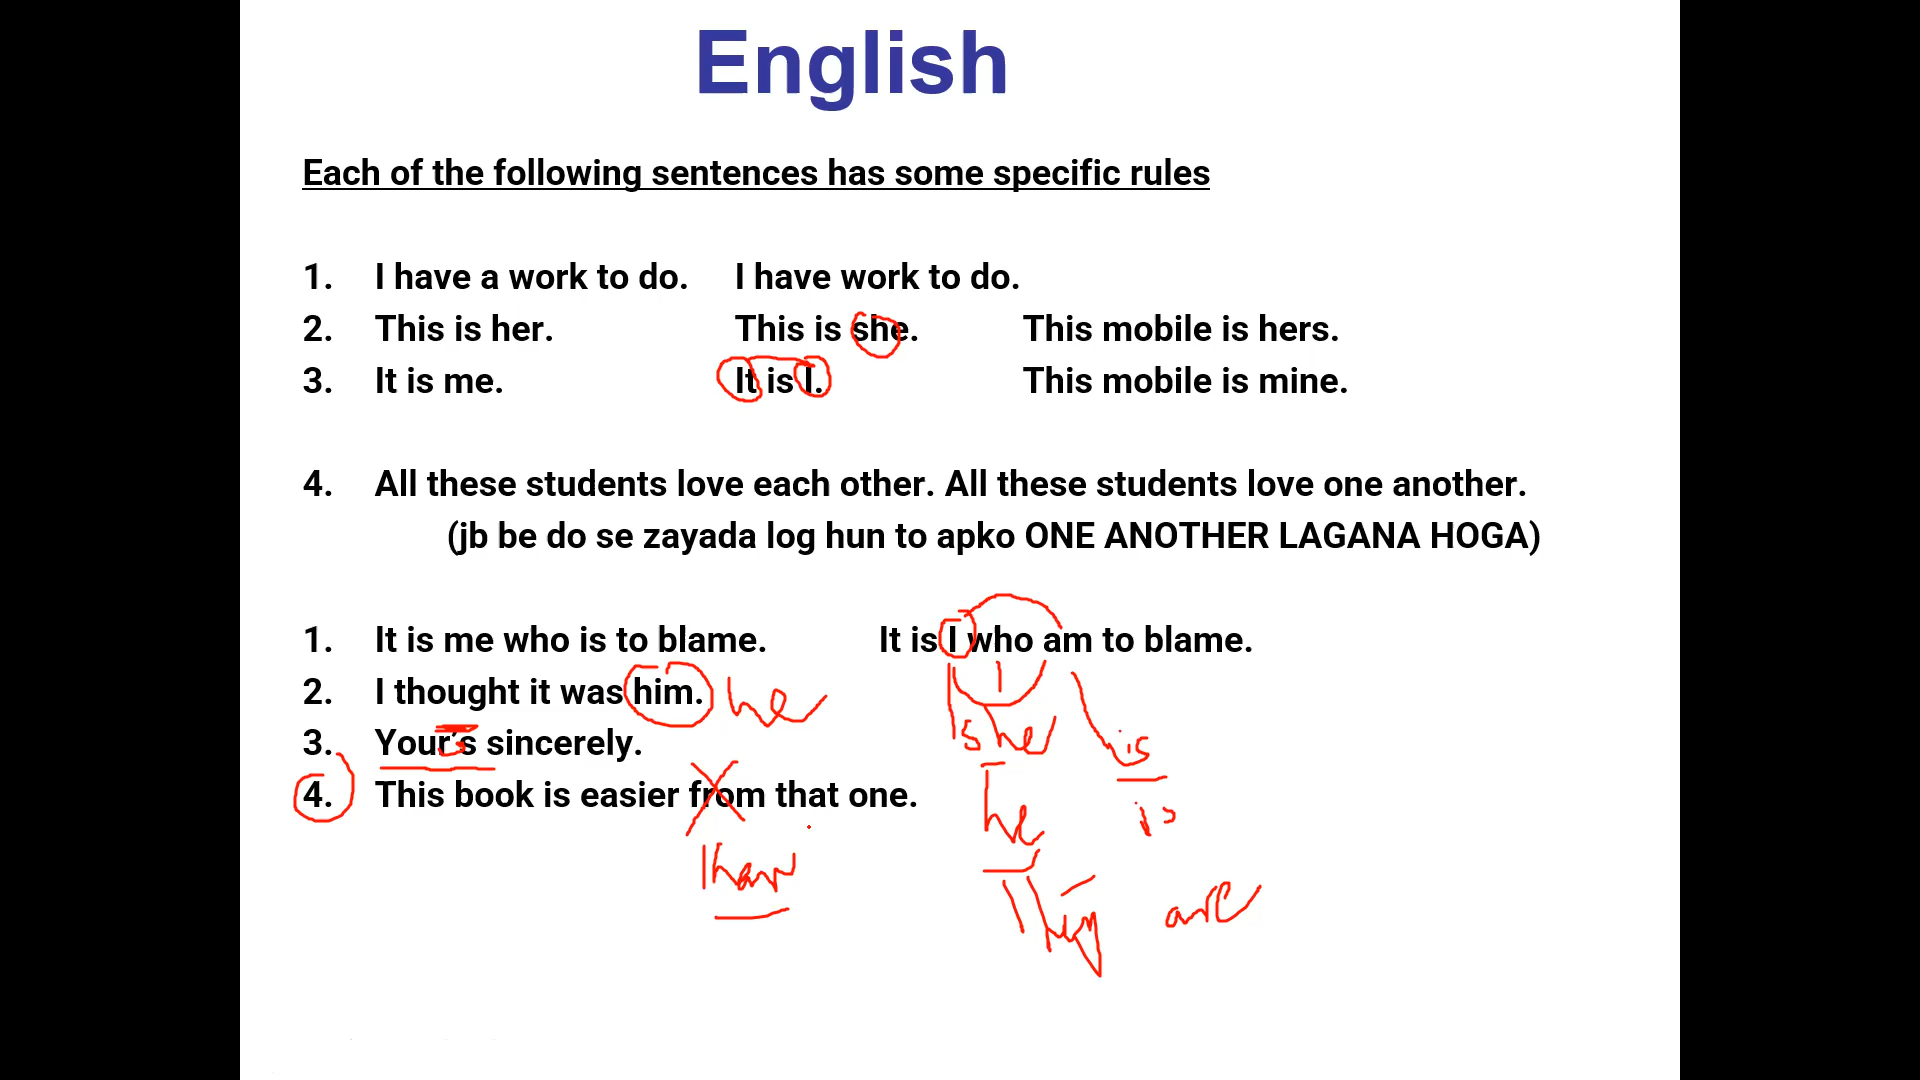 English
Each of the following sentences has some specific rules
1. I have a work to do. I have work to do.
2. This is her. This is she. This mobile is hers.
3. It is me. It is I. This mobile is mine.
4. All these students love each other. All these students love one another.
(jb be do se zayada log hun to apko ONE ANOTHER LAGANA HOGA)
1. It is me who is to blame. It is I who am to blame.
2. I thought it was him. he
3. Your's sincerely. she is
4. This book is easier from that one. he is
than
They are